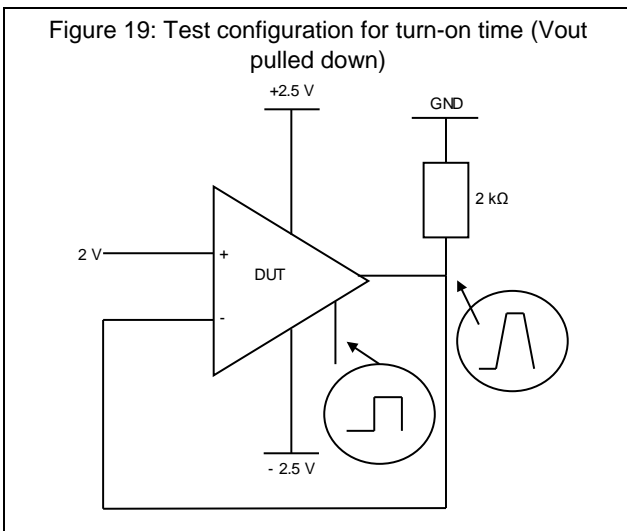 Figure 19: Test configuration for turn-on time (Vout
pulled down)
+2.5 V
GND
2 kΩ
2 V
+
DUT
-
- 2.5 V